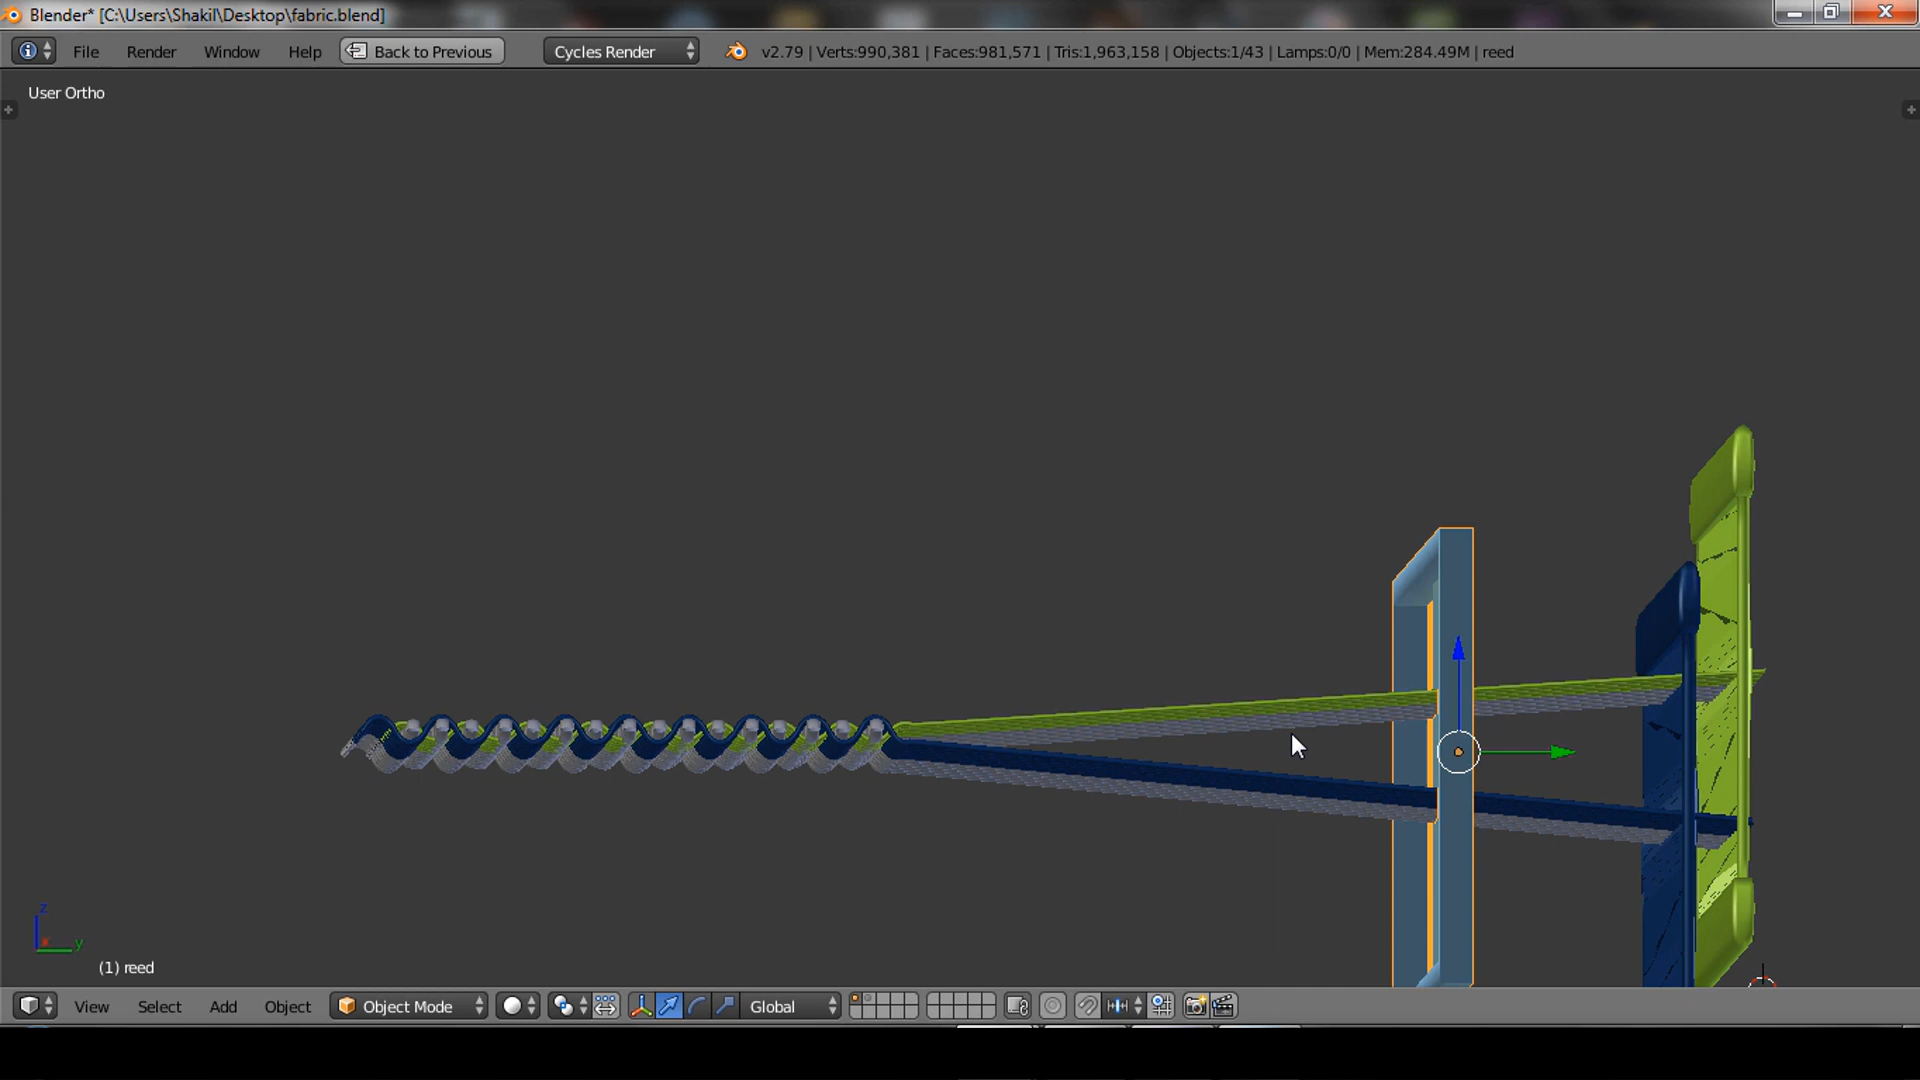 Blender* [C:\Users\Shakil\Desktop\fabric.blend]
File Render Window Help Back to Previous Cycles Render v2.79 | Verts:990,381 | Faces:981,571 | Tris:1,963,158 | Objects:1/43 | Lamps:0/0 | Mem:284.49M | reed
User Ortho
z
y
(1) reed
View Select Add Object Object Mode Global